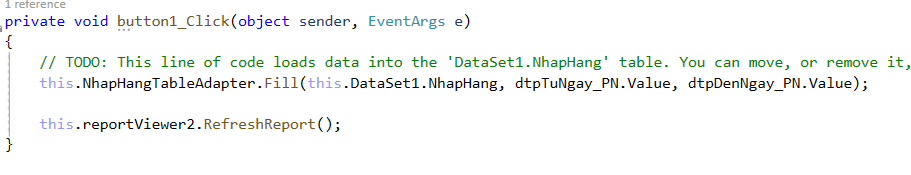 1 reference
private void button1_Click(object sender, EventArgs e)
{
// TODO: This line of code loads data into the 'DataSet1.NhapHang' table. You can move, or remove it,
this.NhapHangTableAdapter.Fill(this.DataSet1.NhapHang, dtpTuNgay_PN.Value, dtpDenNgay_PN.Value);
this.reportViewer2.RefreshReport();
}